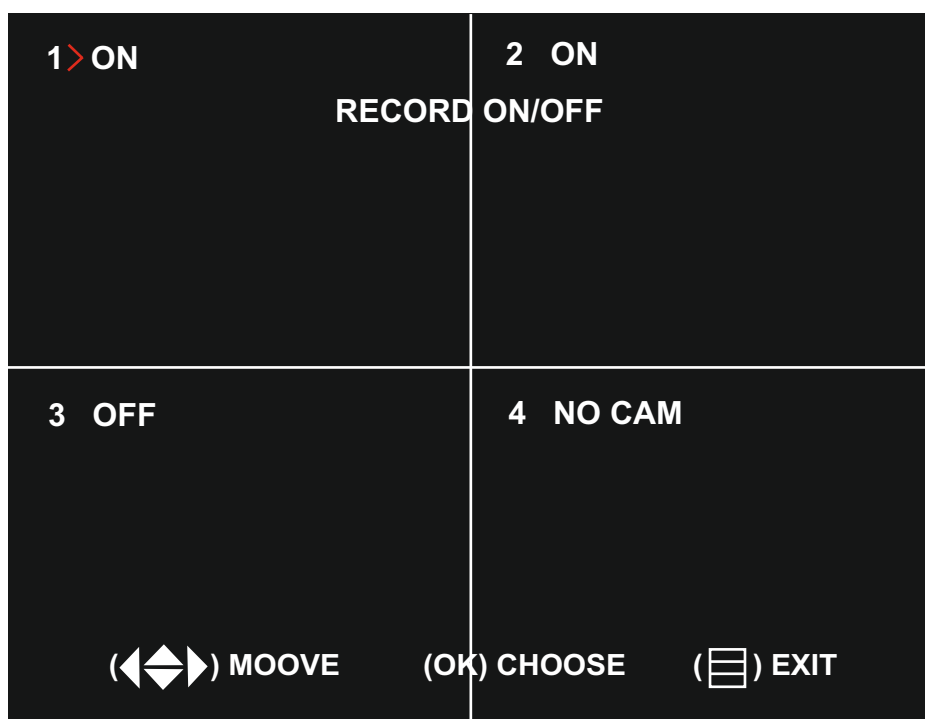 1 > ON 2 ON
RECORD ON/OFF
3 OFF 4 NO CAM
() MOOVE (OK) CHOOSE () EXIT